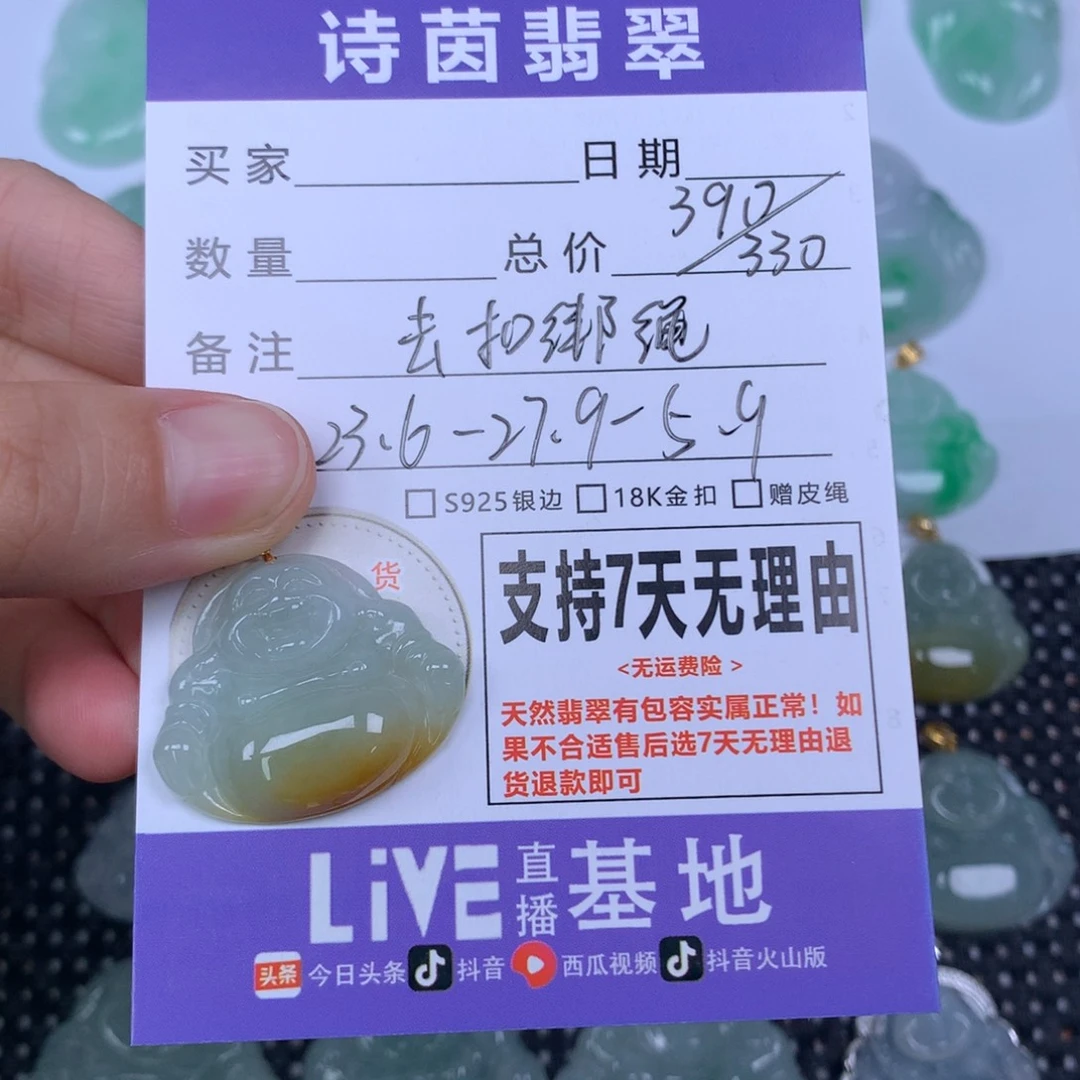 诗茵翡翠
买家 日期
数量 总价 390/330
备注 去扣绑绳
23.6-27.9-5.9
S925银边 18K金扣 赠皮绳
货
支持7天无理由
<无运费险>
天然翡翠有包容实属正常！如
果不合适售后选7天无理由退
货退款即可
LiVE 直播 基地
头条 今日头条 抖音 西瓜视频 抖音火山版